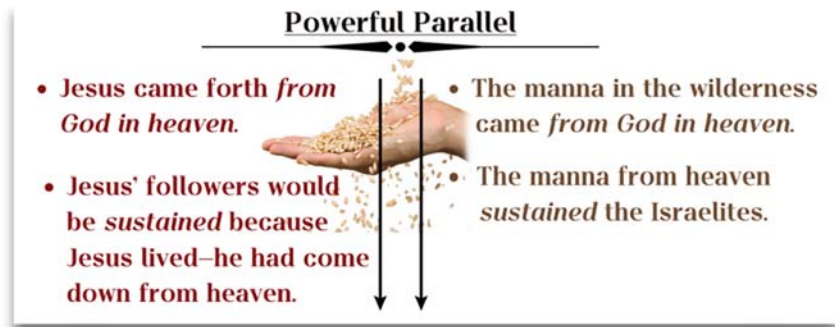 Powerful Parallel
• Jesus came forth from
God in heaven.
• Jesus' followers would
be sustained because
Jesus lived–he had come
down from heaven.
• The manna in the wilderness
came from God in heaven.
• The manna from heaven
sustained the Israelites.